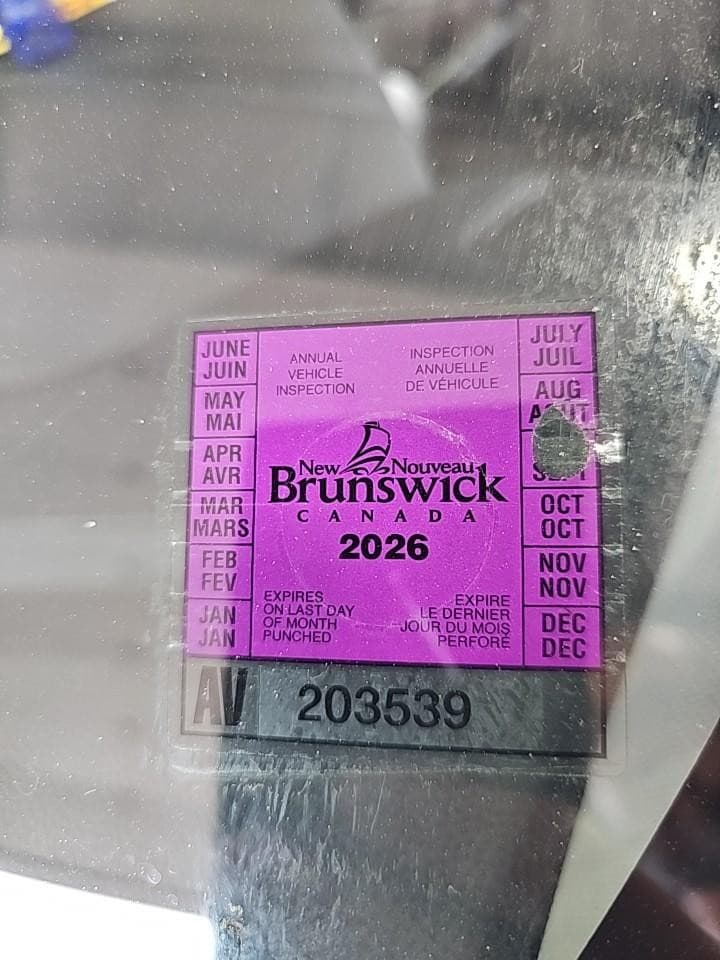 JUNE
JUIN
MAY
MAI
APR
AVR
MAR
MARS
FEB
FEV
JAN
JAN
ANNUAL
VEHICLE
INSPECTION
INSPECTION
ANNUELLE
DE VÉHICULE
New Nouveau
Brunswick
CANADA
2026
EXPIRES
ON LAST DAY
OF MONTH
PUNCHED
EXPIRE
LE DERNIER
JOUR DU MOIS
PERFORÉ
JULY
JUIL
AUG
OCT
OCT
NOV
NOV
DÉC
DEC
AV 203539